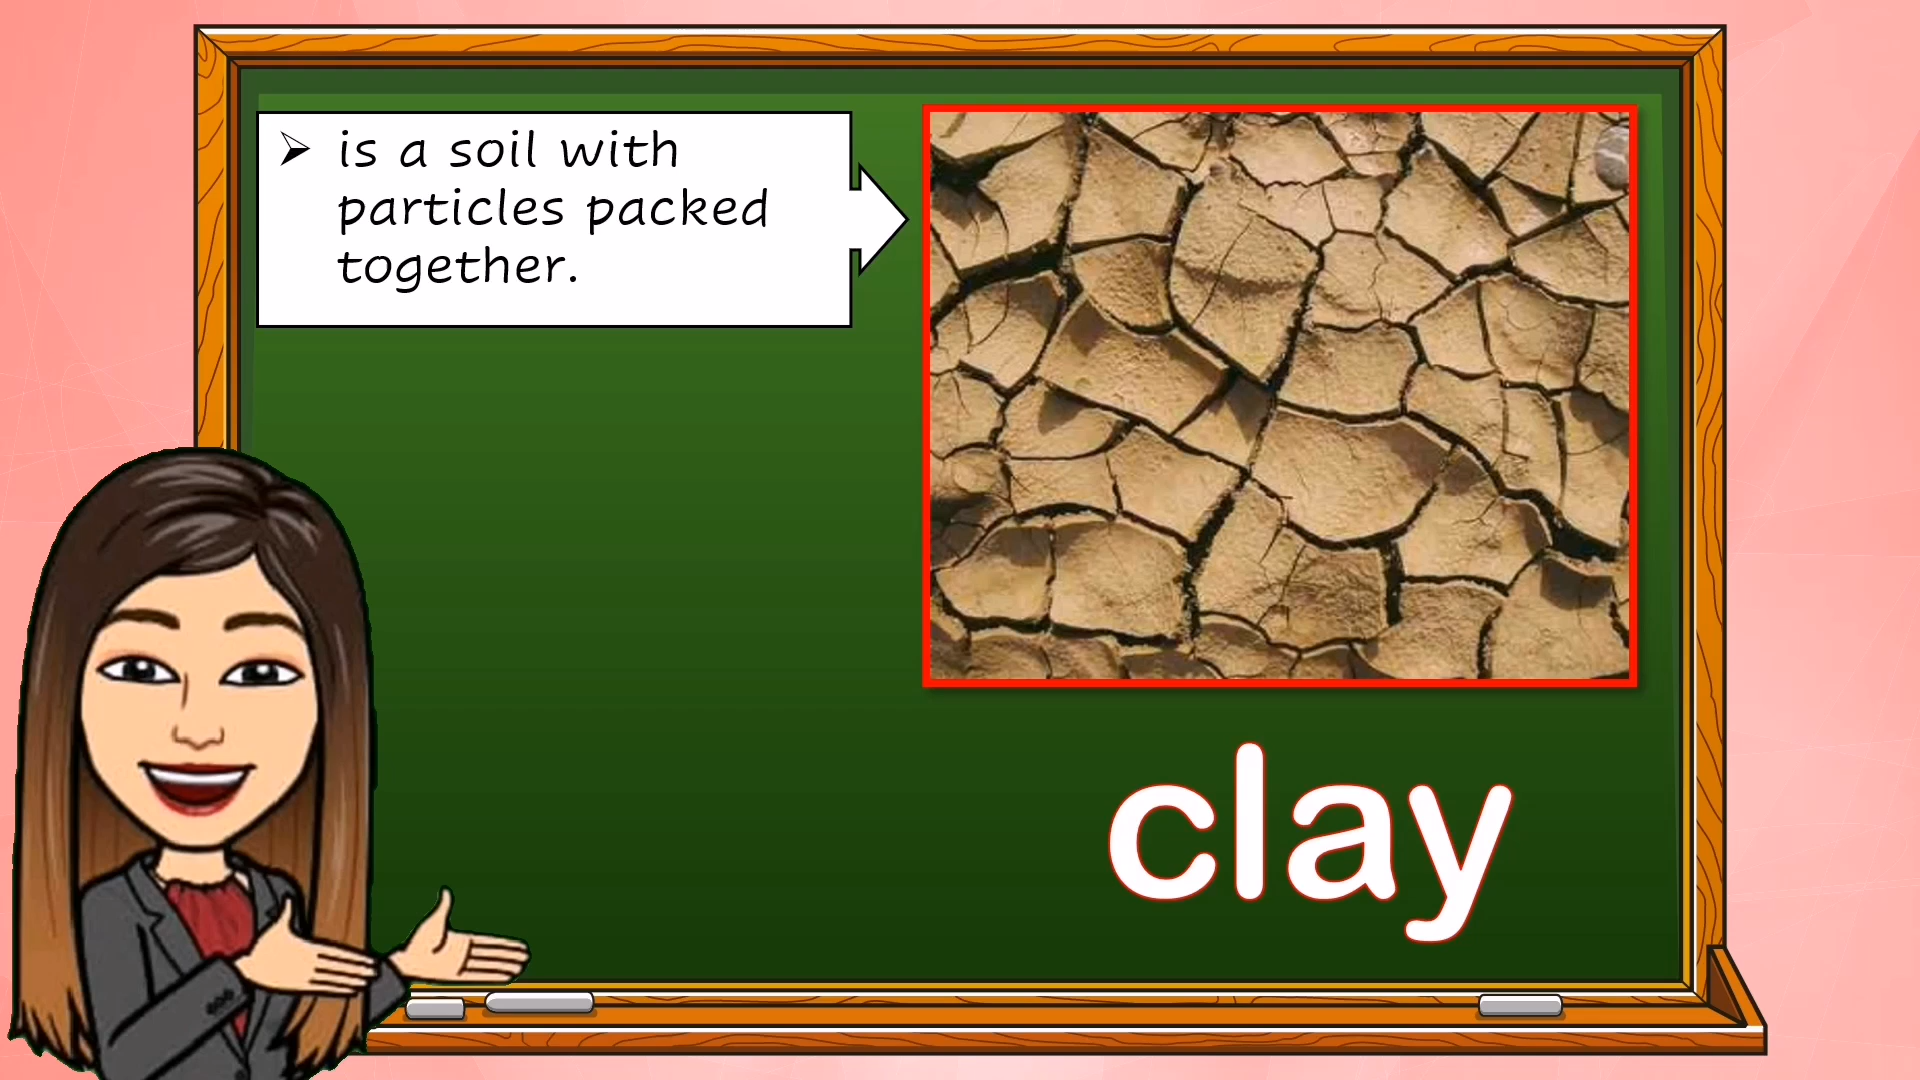 ➢ is a soil with
particles packed
together.
clay